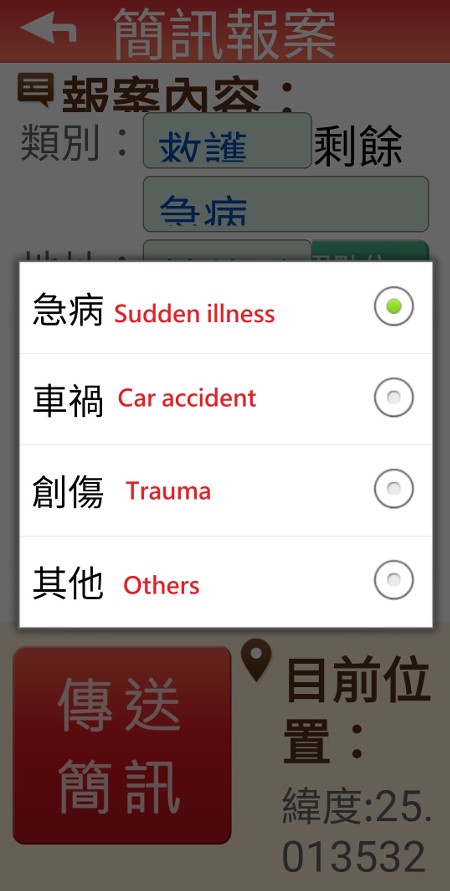 簡訊報案
報案內容：
類別： 救護 剩餘
急病
急病 Sudden illness
車禍 Car accident
創傷 Trauma
其他 Others
傳送
簡訊
目前位
置：
緯度:25.
013532